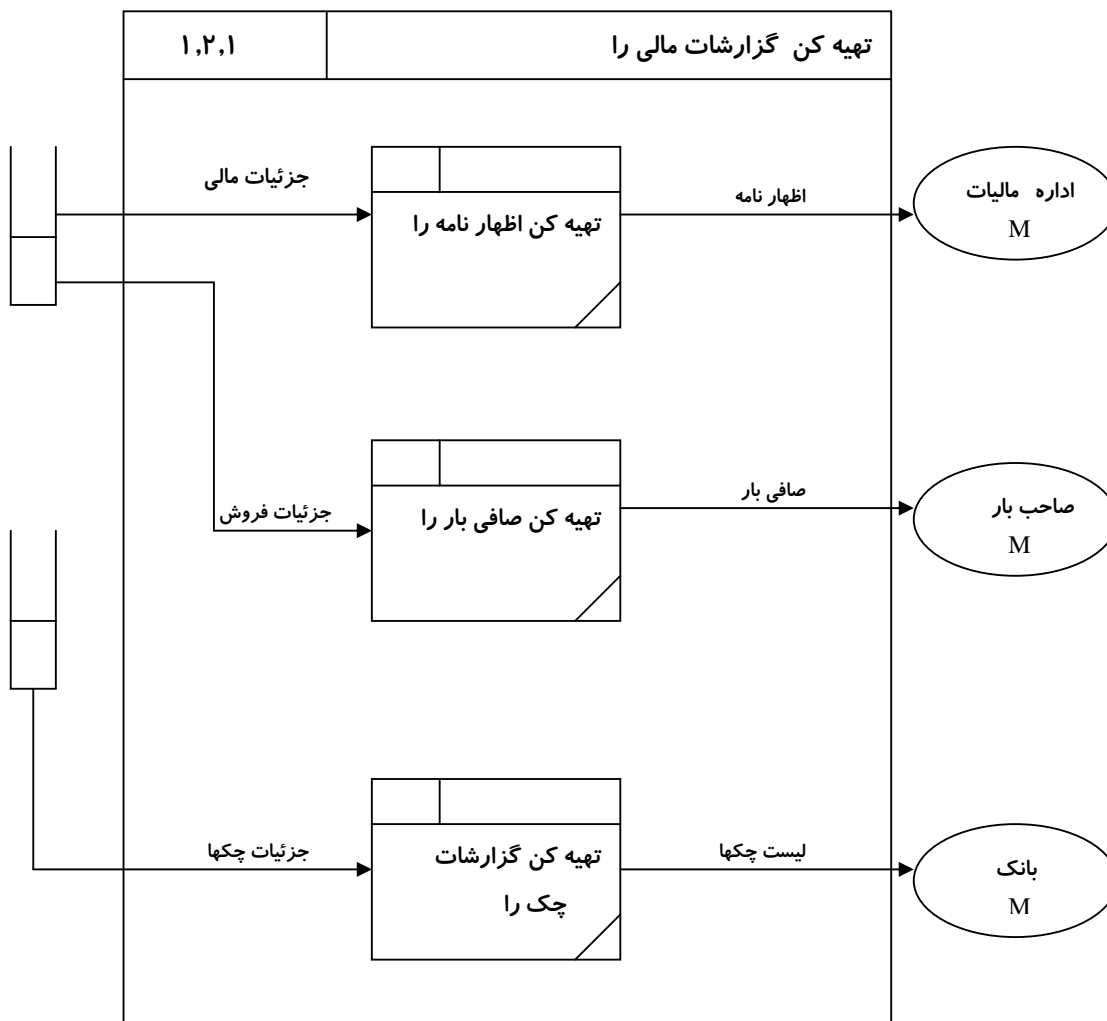 تهیه کن گزارشات مالی را
۱,۲,۱
جزئیات مالی
تهیه کن اظهار نامه را
اظهار نامه
اداره مالیات
M
جزئیات فروش
تهیه کن صافی بار را
صافی بار
صاحب بار
M
جزئیات چکها
تهیه کن گزارشات
چک را
لیست چکها
بانک
M